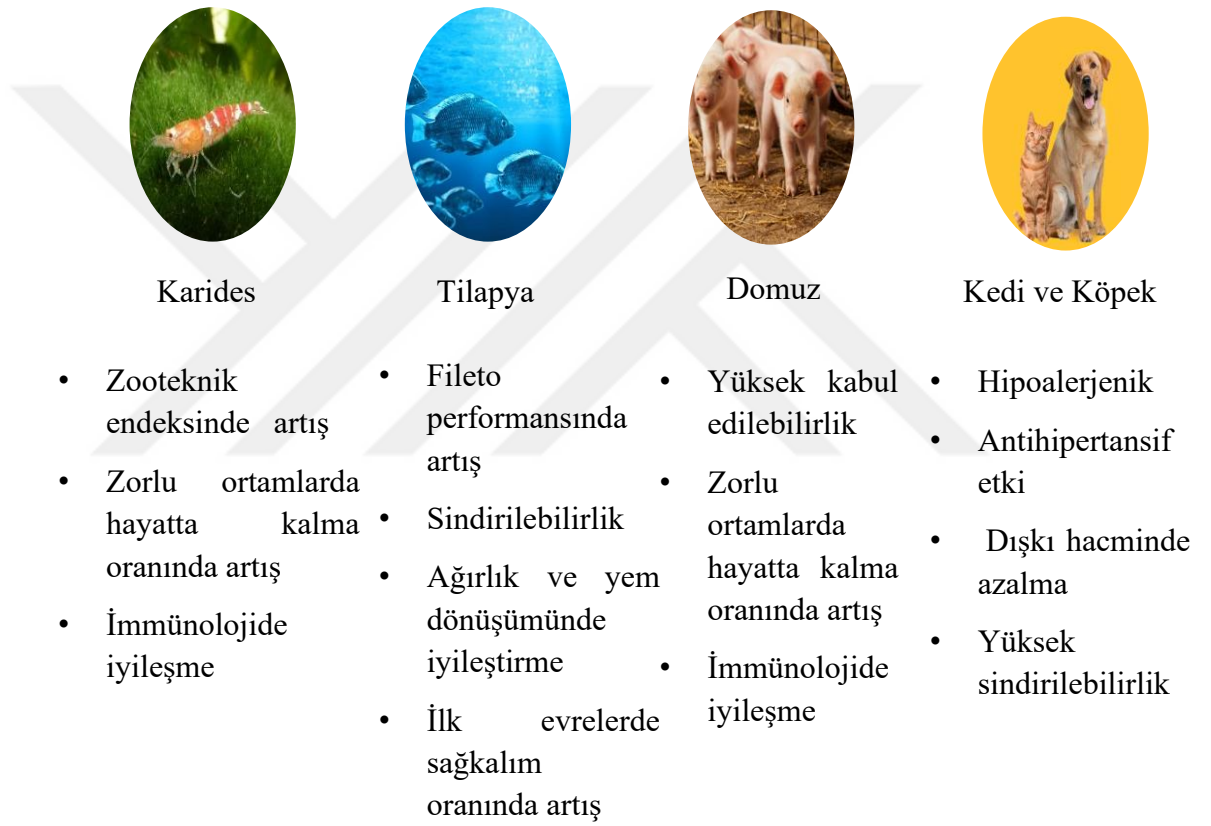 Karides
Zooteknik
endeksinde artış
Zorlu ortamlarda
hayatta kalma
oranında artış
İmmünolojide
iyileşme
Tilapya
Fileto
performansında
artış
Sindirilebilirlik
Ağırlık ve yem
dönüşümünde
iyileştirme
İlk evrelerde
sağkalım
oranında artış
Domuz
Yüksek kabul
edilebilirlik
Zorlu
ortamlarda
hayatta kalma
oranında artış
İmmünolojide
iyileşme
Kedi ve Köpek
Hipoalerjenik
Antihipertansif
etki
Dışkı hacminde
azalma
Yüksek
sindirilebilirlik